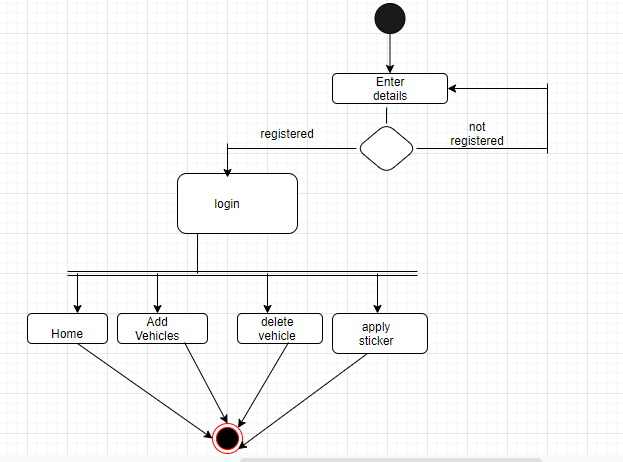 Enter
details
registered
not
registered
login
Home
Add
Vehicles
delete
vehicle
apply
sticker